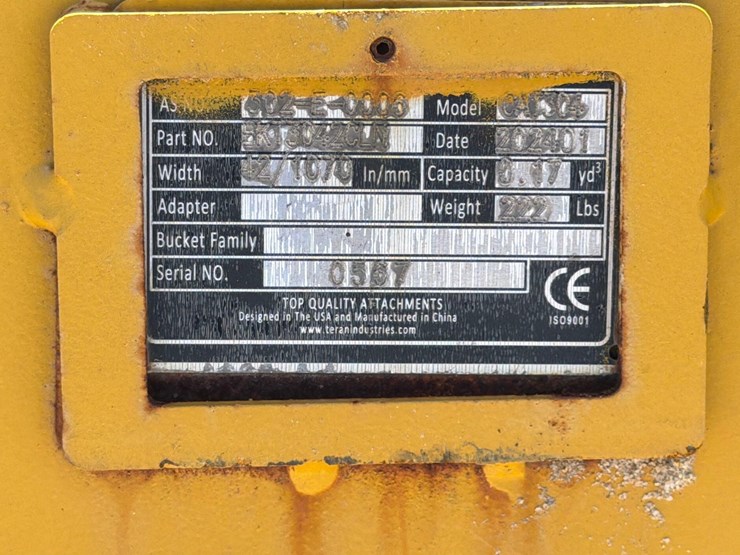 As NO. Model
Part NO. Date 202401
Width 42/1070 In/mm Capacity 0.17 yd³
Adapter Weight 222 Lbs
Bucket Family
Serial NO. 0567
TOP QUALITY ATTACHMENTS
Designed in The USA and Manufactured in China
www.teranindustries.com
CE
ISO9001